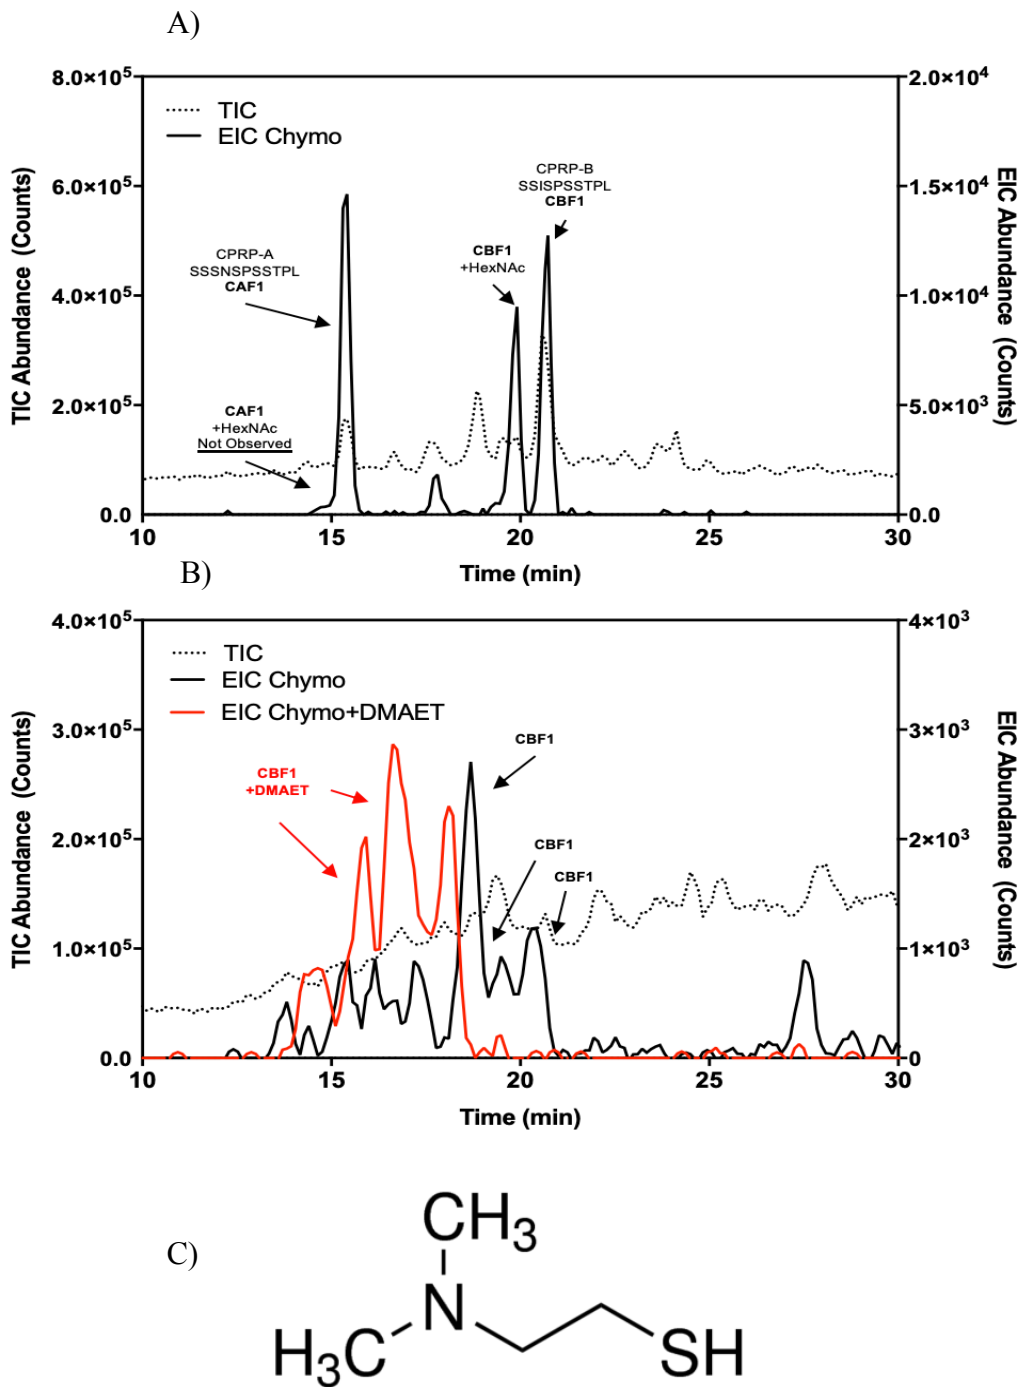 A)
8.0×10⁵
6.0×10⁵
4.0×10⁵
2.0×10⁵
0.0
TIC Abundance (Counts)
TIC
EIC Chymo
CPRP-A
SSSNSPSSTPL
CAF1
CAF1
+HexNAc
Not Observed
CBF1
+HexNAc
CPRP-B
SSISPSSTPL
CBF1
2.0×10⁴
1.5×10⁴
1.0×10⁴
5.0×10³
0.0
EIC Abundance (Counts)
10
15
20
25
30
Time (min)
B)
4.0×10⁵
3.0×10⁵
2.0×10⁵
1.0×10⁵
0.0
TIC Abundance (Counts)
TIC
EIC Chymo
EIC Chymo+DMAET
CBF1
+DMAET
CBF1
CBF1
CBF1
4×10³
3×10³
2×10³
1×10³
0
EIC Abundance (Counts)
10
15
20
25
30
Time (min)
C)
CH₃
N
H₃C
SH